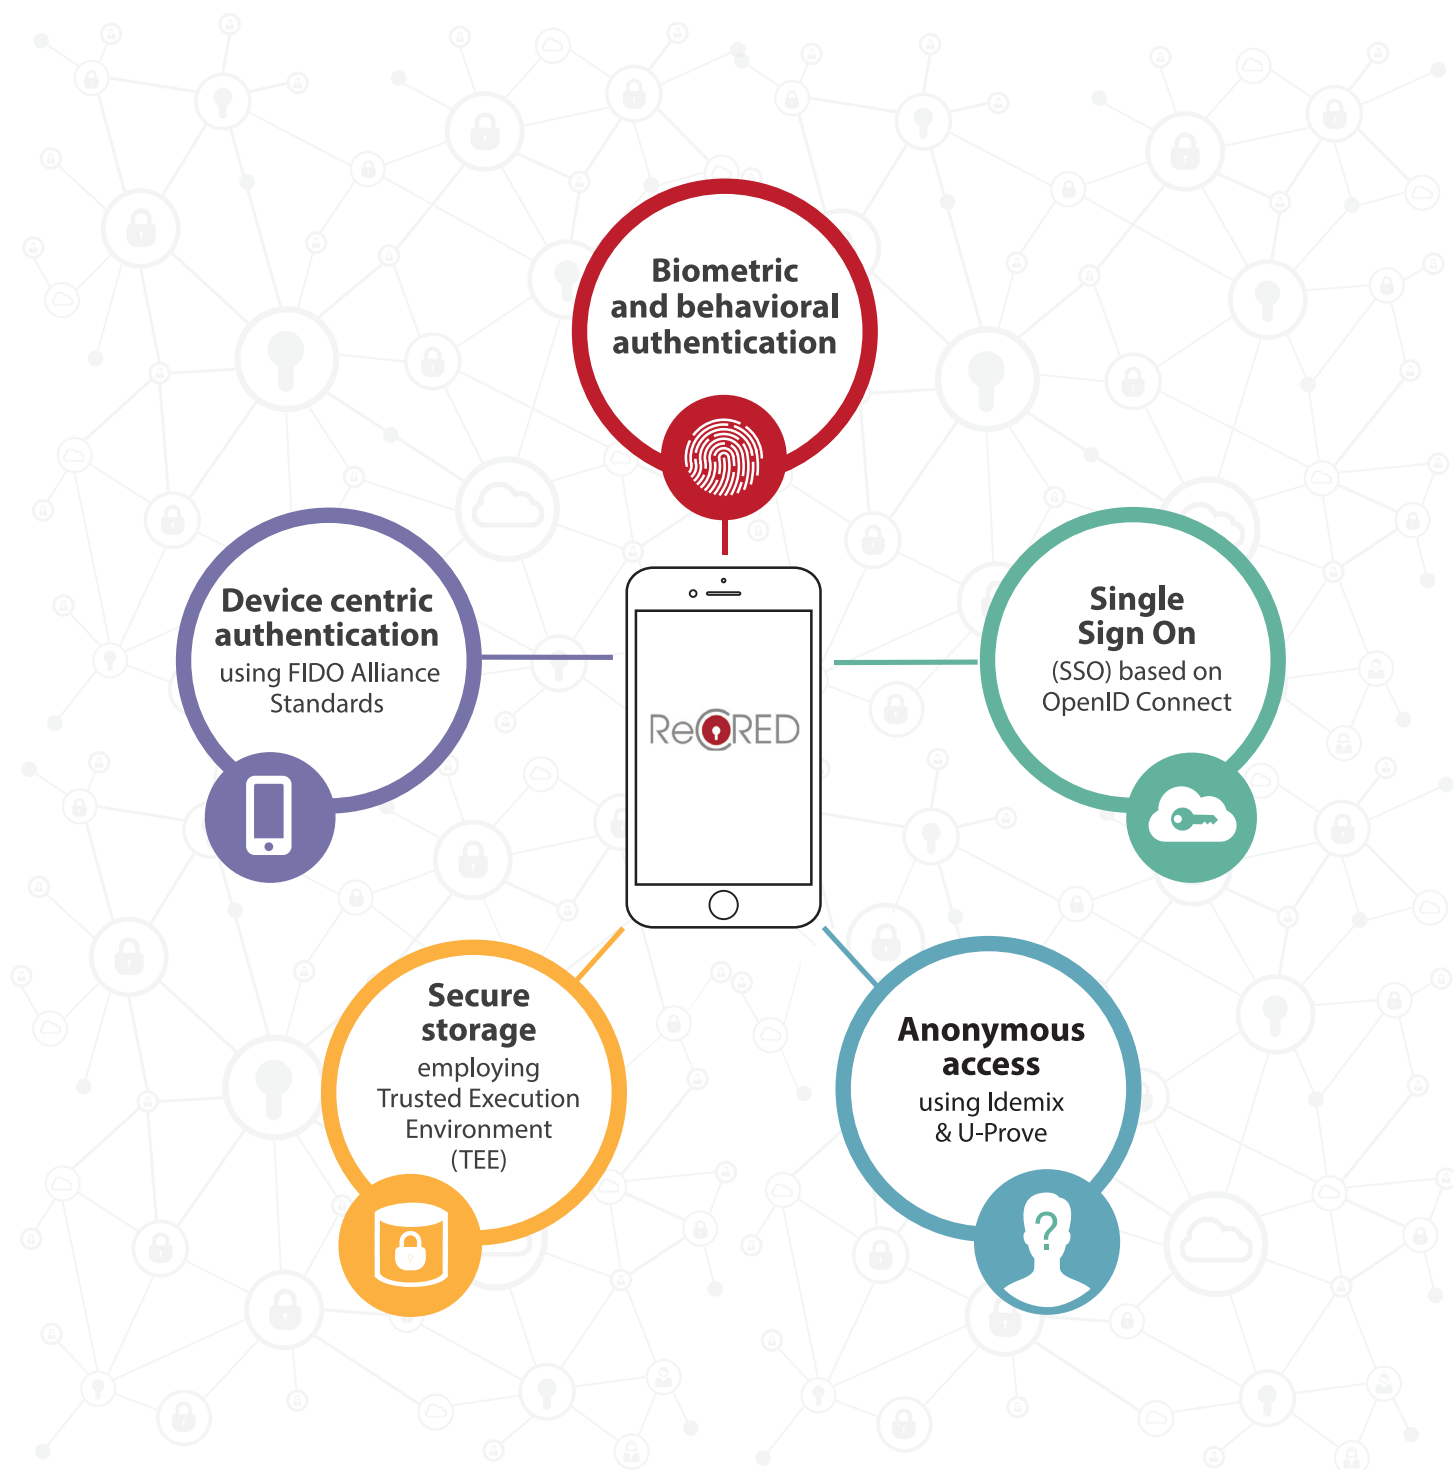 Biometric
and behavioral
authentication
Device centric
authentication
using FIDO Alliance
Standards
Single
Sign On
(SSO) based on
OpenID Connect
ReCRED
Secure
storage
employing
Trusted Execution
Environment
(TEE)
Anonymous
access
using Idemix
& U-Prove
?